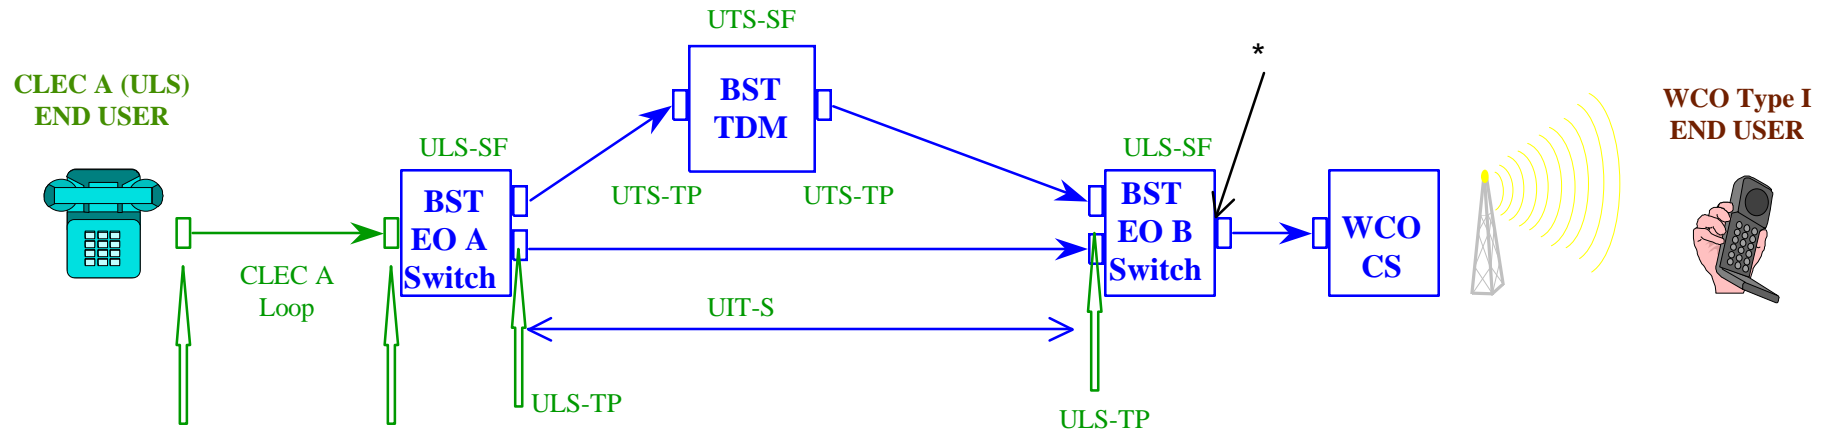 UTS-SF
*
CLEC A (ULS)
END USER
BST
TDM
WCO Type I
END USER
ULS-SF
ULS-SF
UTS-TP
UTS-TP
BST
EO A
Switch
BST
EO B
Switch
WCO
CS
CLEC A
Loop
UIT-S
ULS-TP
ULS-TP